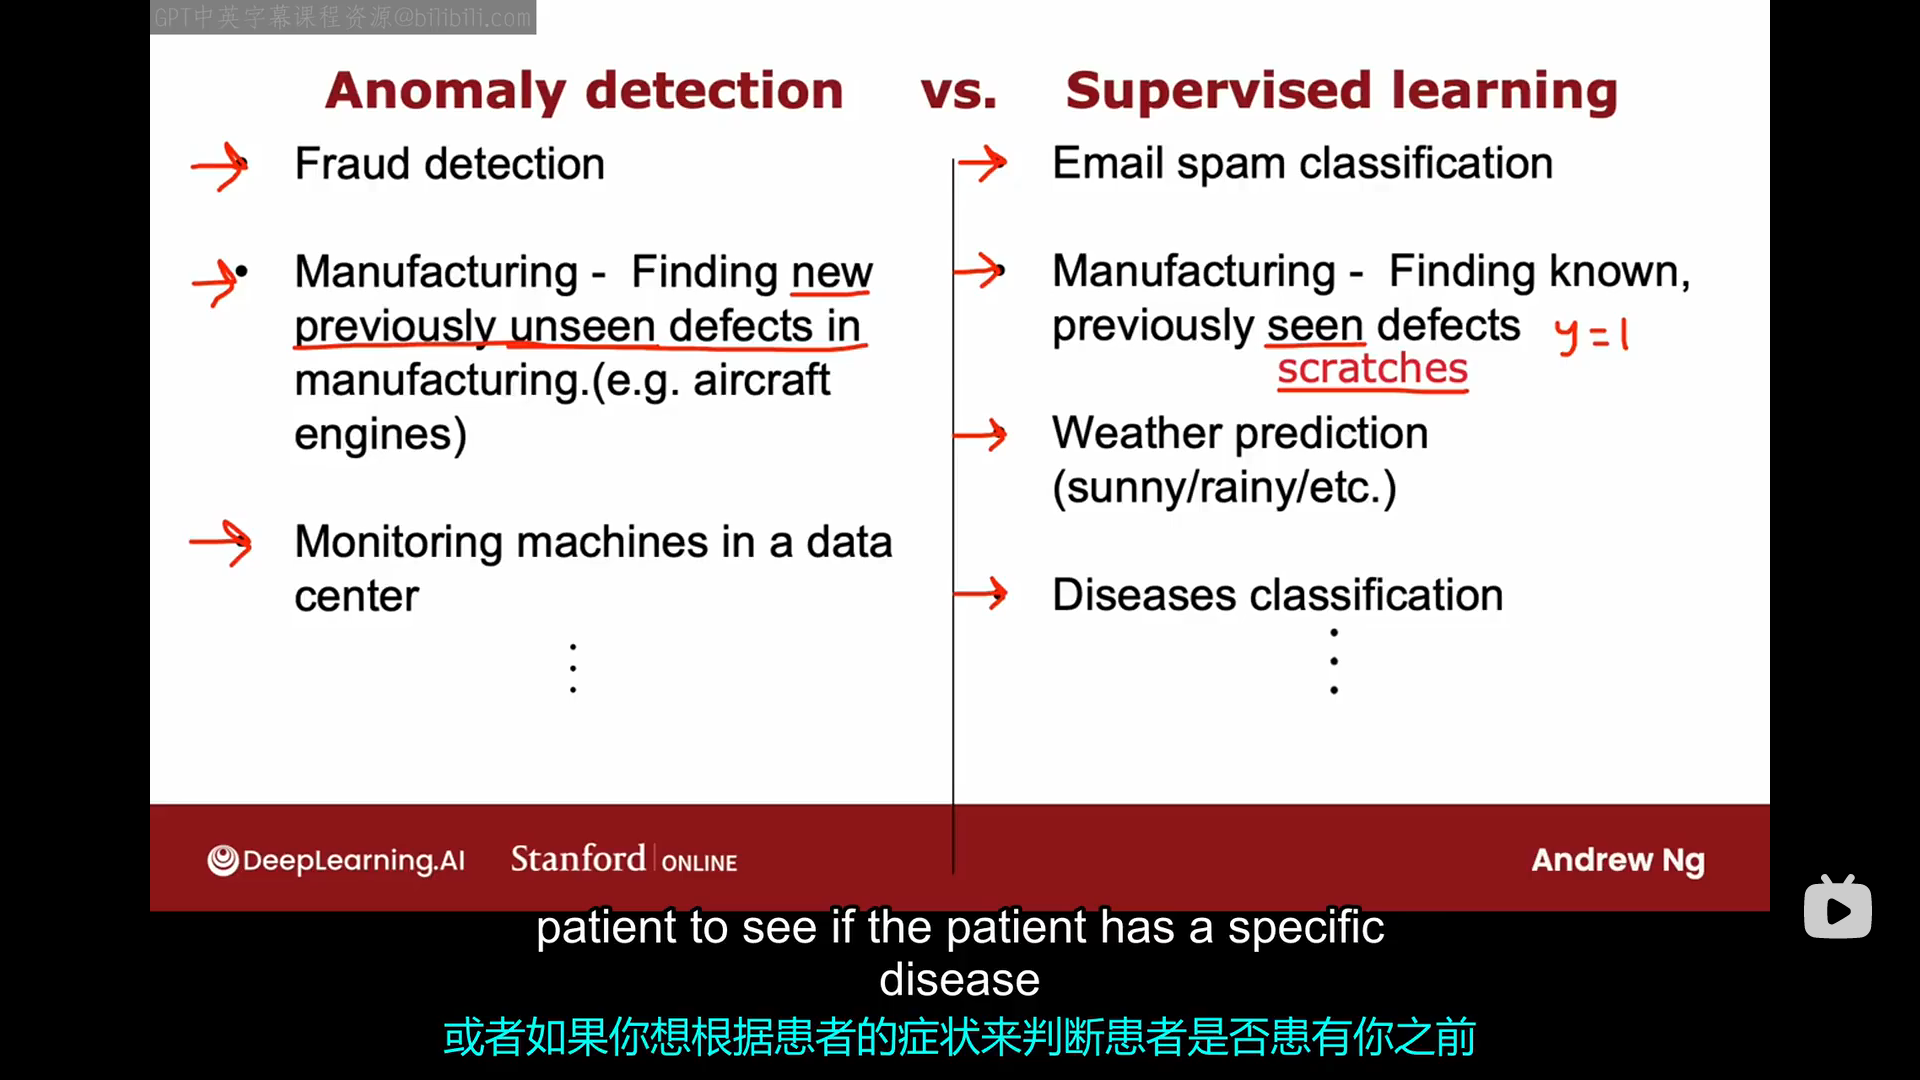 GPT中英字幕课程资源@bilibili.com
Anomaly detection vs. Supervised learning
Fraud detection
Manufacturing - Finding new
previously unseen defects in
manufacturing.(e.g. aircraft
engines)
Monitoring machines in a data
center
Email spam classification
Manufacturing - Finding known,
previously seen defects y=1
scratches
Weather prediction
(sunny/rainy/etc.)
Diseases classification
DeepLearning.AI Stanford ONLINE Andrew Ng
patient to see if the patient has a specific
disease
或者如果你想根据患者的症状来判断患者是否患有你之前